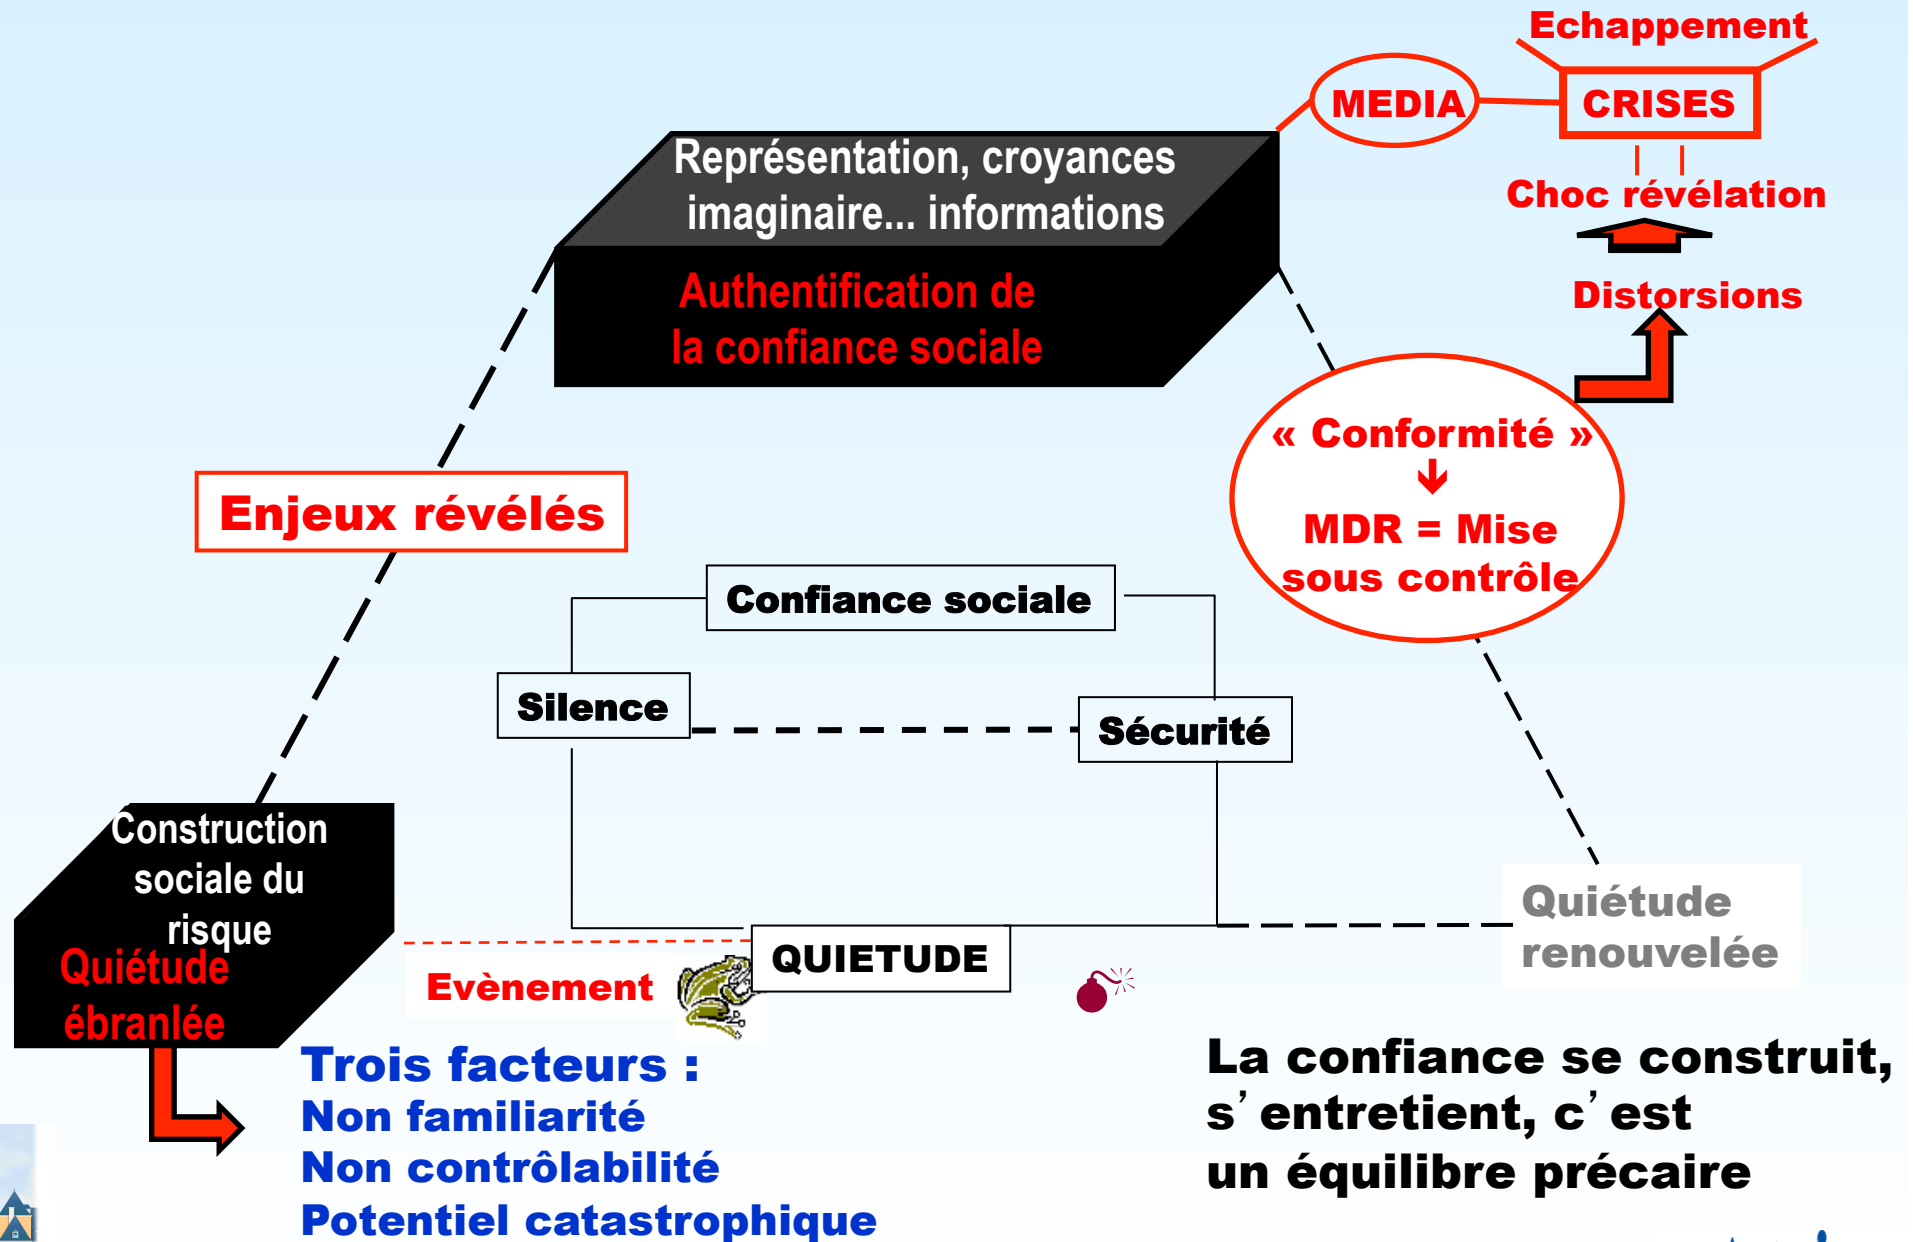 Echappement
MEDIA
CRISES
Choc révélation
Distorsions
Représentation, croyances
imaginaire... informations
Authentification de
la confiance sociale
« Conformité »
MDR = Mise
sous contrôle
Enjeux révélés
Confiance sociale
Silence
Sécurité
Construction
sociale du
risque
Quiétude
ébranlée
Evènement
QUIETUDE
Quiétude
renouvelée
Trois facteurs :
Non familiarité
Non contrôlabilité
Potentiel catastrophique
La confiance se construit,
s’entretient, c’est
un équilibre précaire